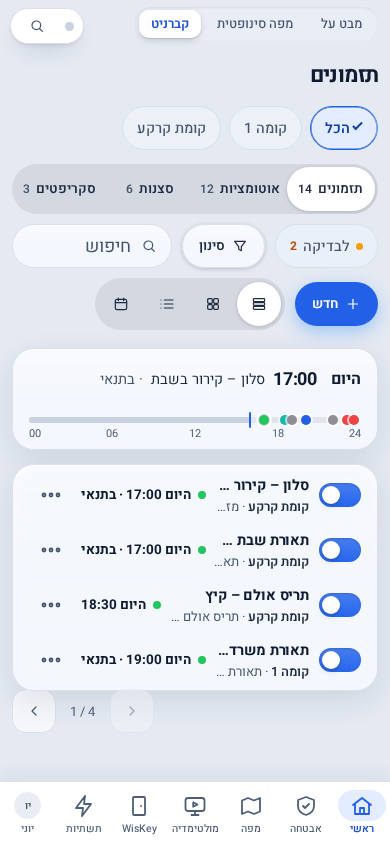 מבט על
מפה סינופטית
קברניט
תזמונים
הכל
קומה 1
קומת קרקע
תזמונים 14
אוטומציות 12
סצנות 6
סקריפטים 3
לבדיקה 2
סינון
חיפוש
חדש
היום 17:00 סלון – קירור בשבת · בתנאי
00 06 12 18 24
סלון – קירור ...
היום 17:00 · בתנאי
קומת קרקע · מז...
תאורת שבת ...
היום 17:00 · בתנאי
קומת קרקע · תא...
תריס אולם – קיץ
היום 18:30
קומת קרקע · תריס אולם ...
תאורת משרד...
היום 19:00 · בתנאי
קומה 1 · תאורת ...
1 / 4
ראשי
אבטחה
מפה
מולטימדיה
WisKey
תשתיות
יו
יוני